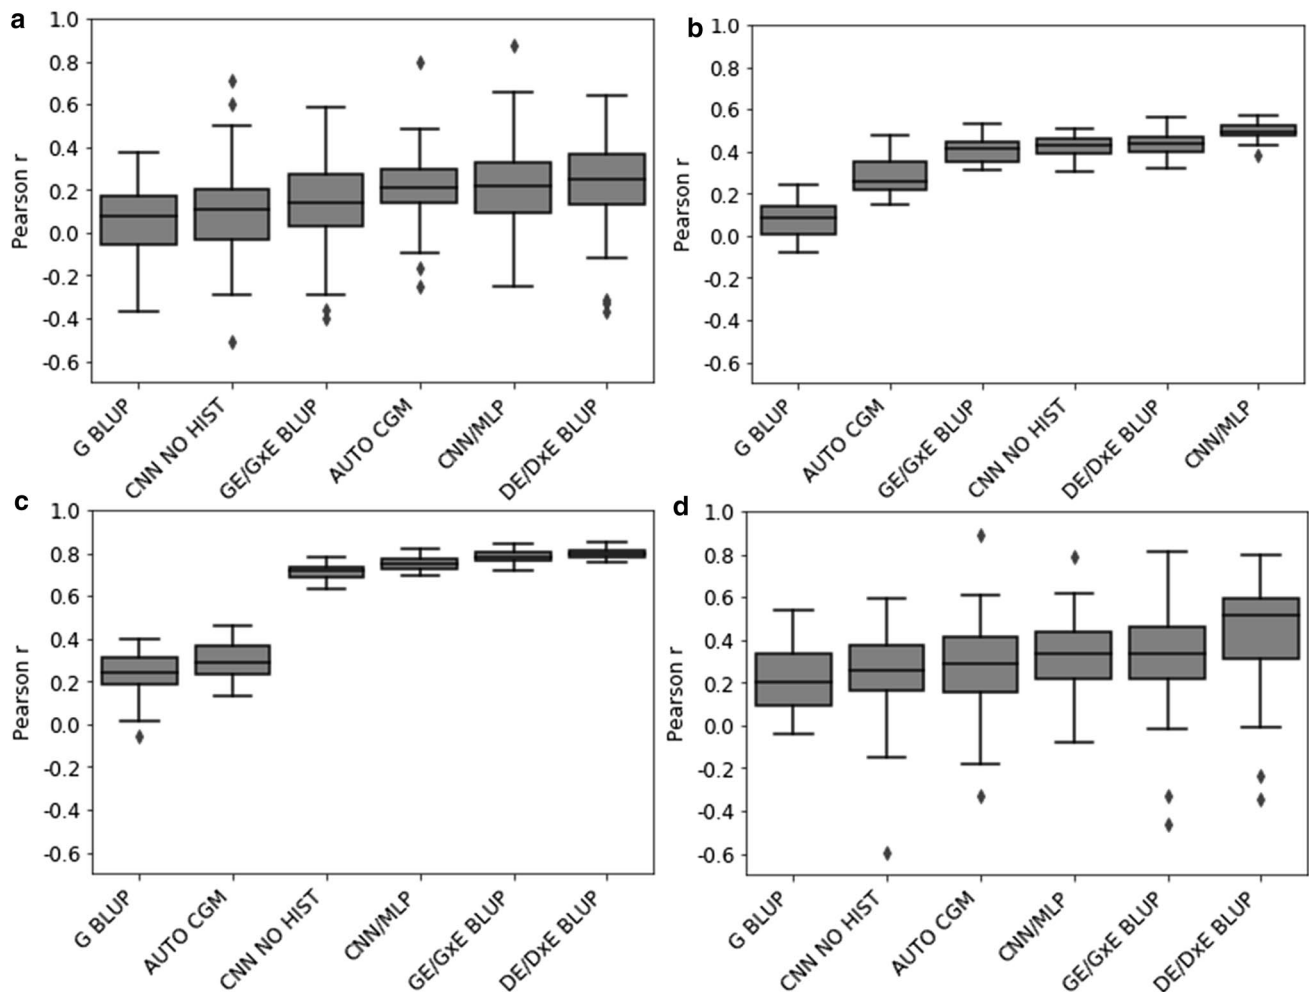 a
1.0
0.8
0.6
0.4
0.2
0.0
-0.2
-0.4
-0.6
Pearson r
G BLUP
CNN NO HIST
GE/GxE BLUP
AUTO CGM
CNN/MLP
DE/DxE BLUP
b
1.0
0.8
0.6
0.4
0.2
0.0
-0.2
-0.4
-0.6
Pearson r
G BLUP
AUTO CGM
GE/GxE BLUP
CNN NO HIST
DE/DxE BLUP
CNN/MLP
c
1.0
0.8
0.6
0.4
0.2
0.0
-0.2
-0.4
-0.6
Pearson r
G BLUP
AUTO CGM
CNN NO HIST
CNN/MLP
GE/GxE BLUP
DE/DxE BLUP
d
1.0
0.8
0.6
0.4
0.2
0.0
-0.2
-0.4
-0.6
Pearson r
G BLUP
CNN NO HIST
AUTO CGM
CNN/MLP
GE/GxE BLUP
DE/DxE BLUP